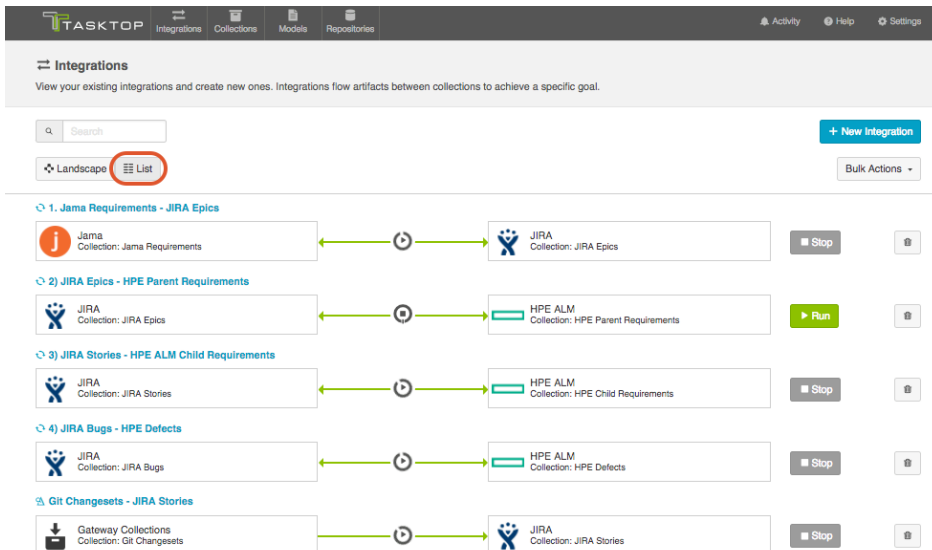 TASKTOP
Integrations
Collections
Models
Repositories
Activity
Help
Settings
Integrations
View your existing integrations and create new ones. Integrations flow artifacts between collections to achieve a specific goal.
Search
+ New Integration
Landscape
List
Bulk Actions
1. Jama Requirements - JIRA Epics
j
Jama
Collection: Jama Requirements
JIRA
Collection: JIRA Epics
Stop
2) JIRA Epics - HPE Parent Requirements
JIRA
Collection: JIRA Epics
HPE ALM
Collection: HPE Parent Requirements
Run
3) JIRA Stories - HPE ALM Child Requirements
JIRA
Collection: JIRA Stories
HPE ALM
Collection: HPE Child Requirements
Stop
4) JIRA Bugs - HPE Defects
JIRA
Collection: JIRA Bugs
HPE ALM
Collection: HPE Defects
Stop
Git Changesets - JIRA Stories
Gateway Collections
Collection: Git Changesets
JIRA
Collection: JIRA Stories
Stop